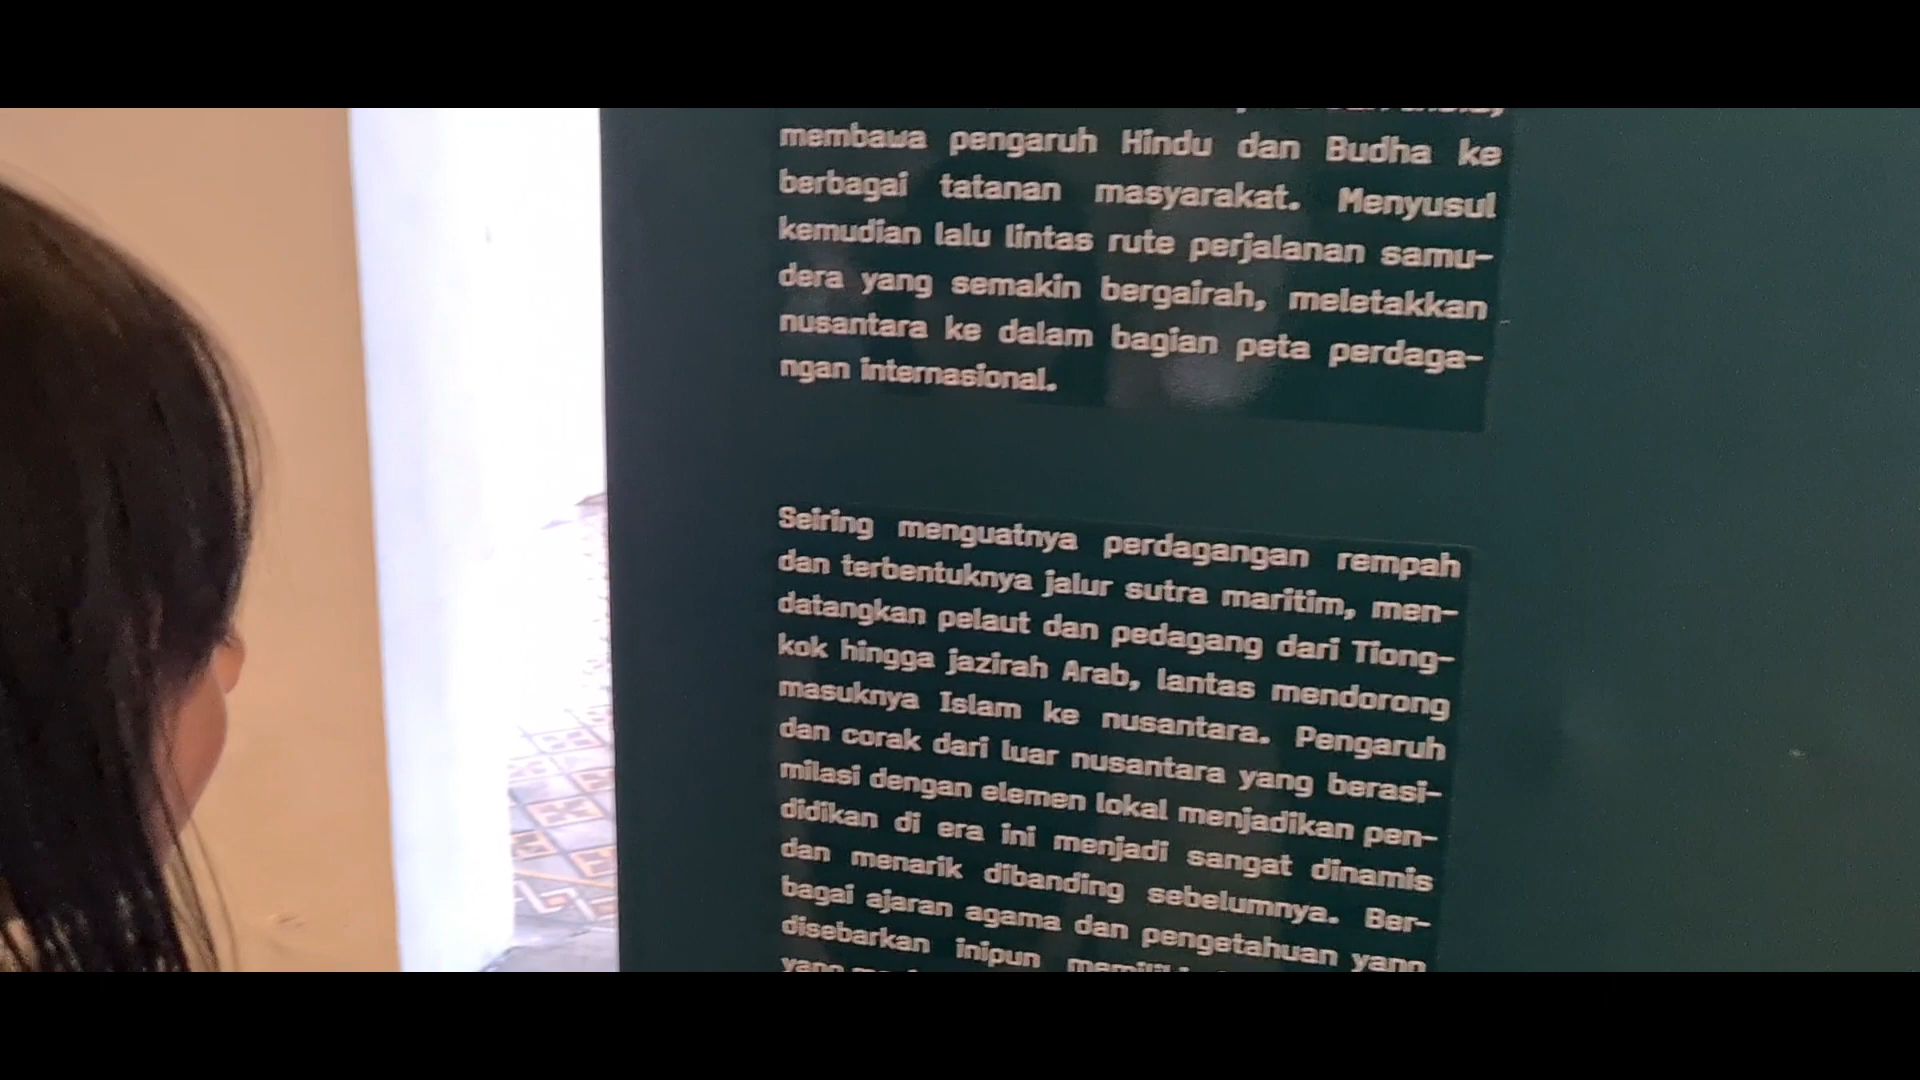 membawa pengaruh Hindu dan Budha ke
berbagai tatanan masyarakat. Menyusul
kemudian lalu lintas rute perjalanan samu-
dera yang semakin bergairah, meletakkan
nusantara ke dalam bagian peta perdaga-
ngan internasional.
Seiring menguatnya perdagangan rempah
dan terbentuknya jalur sutra maritim, men-
datangkan pelaut dan pedagang dari Tiong-
kok hingga jazirah Arab, lantas mendorong
masuknya Islam ke nusantara. Pengaruh
dan corak dari luar nusantara yang berasi-
milasi dengan elemen lokal menjadikan pen-
didikan di era ini menjadi sangat dinamis
dan menarik dibanding sebelumnya. Ber-
bagai ajaran agama dan pengetahuan yang
disebarkan inipun
yang